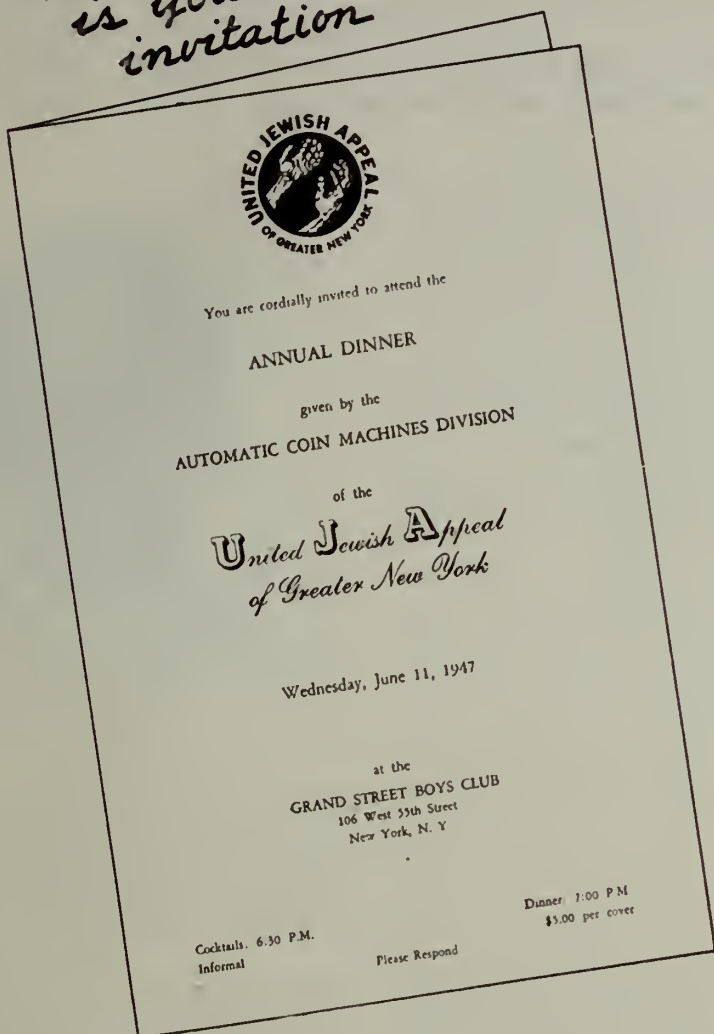 is
invitation
UNITED JEWISH APPEAL
OF GREATER NEW YORK
You are cordially invited to attend the
ANNUAL DINNER
given by the
AUTOMATIC COIN MACHINES DIVISION
of the
United Jewish Appeal
of Greater New York
Wednesday, June 11, 1947
at the
GRAND STREET BOYS CLUB
106 West 55th Street
New York, N. Y
Cocktails. 6.30 P.M.
Informal
Please Respond
Dinner 7:00 P M
$5.00 per cover